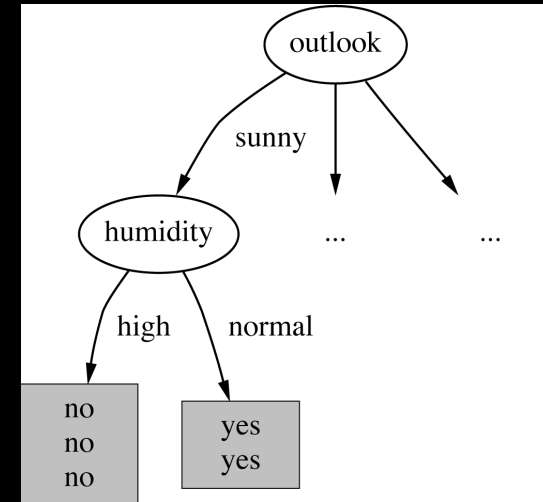 outlook
sunny
humidity
...
...
high
normal
no
no
no
yes
yes